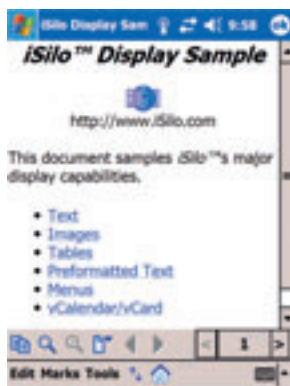 iSilo Display Sam 9:58 ok
iSilo™ Display Sample
http://www.iSilo.com
This document samples iSilo™'s major
display capabilities.
• Text
• Images
• Tables
• Preformatted Text
• Menus
• vCalendar/vCard
< 1 >
Edit Marks Tools